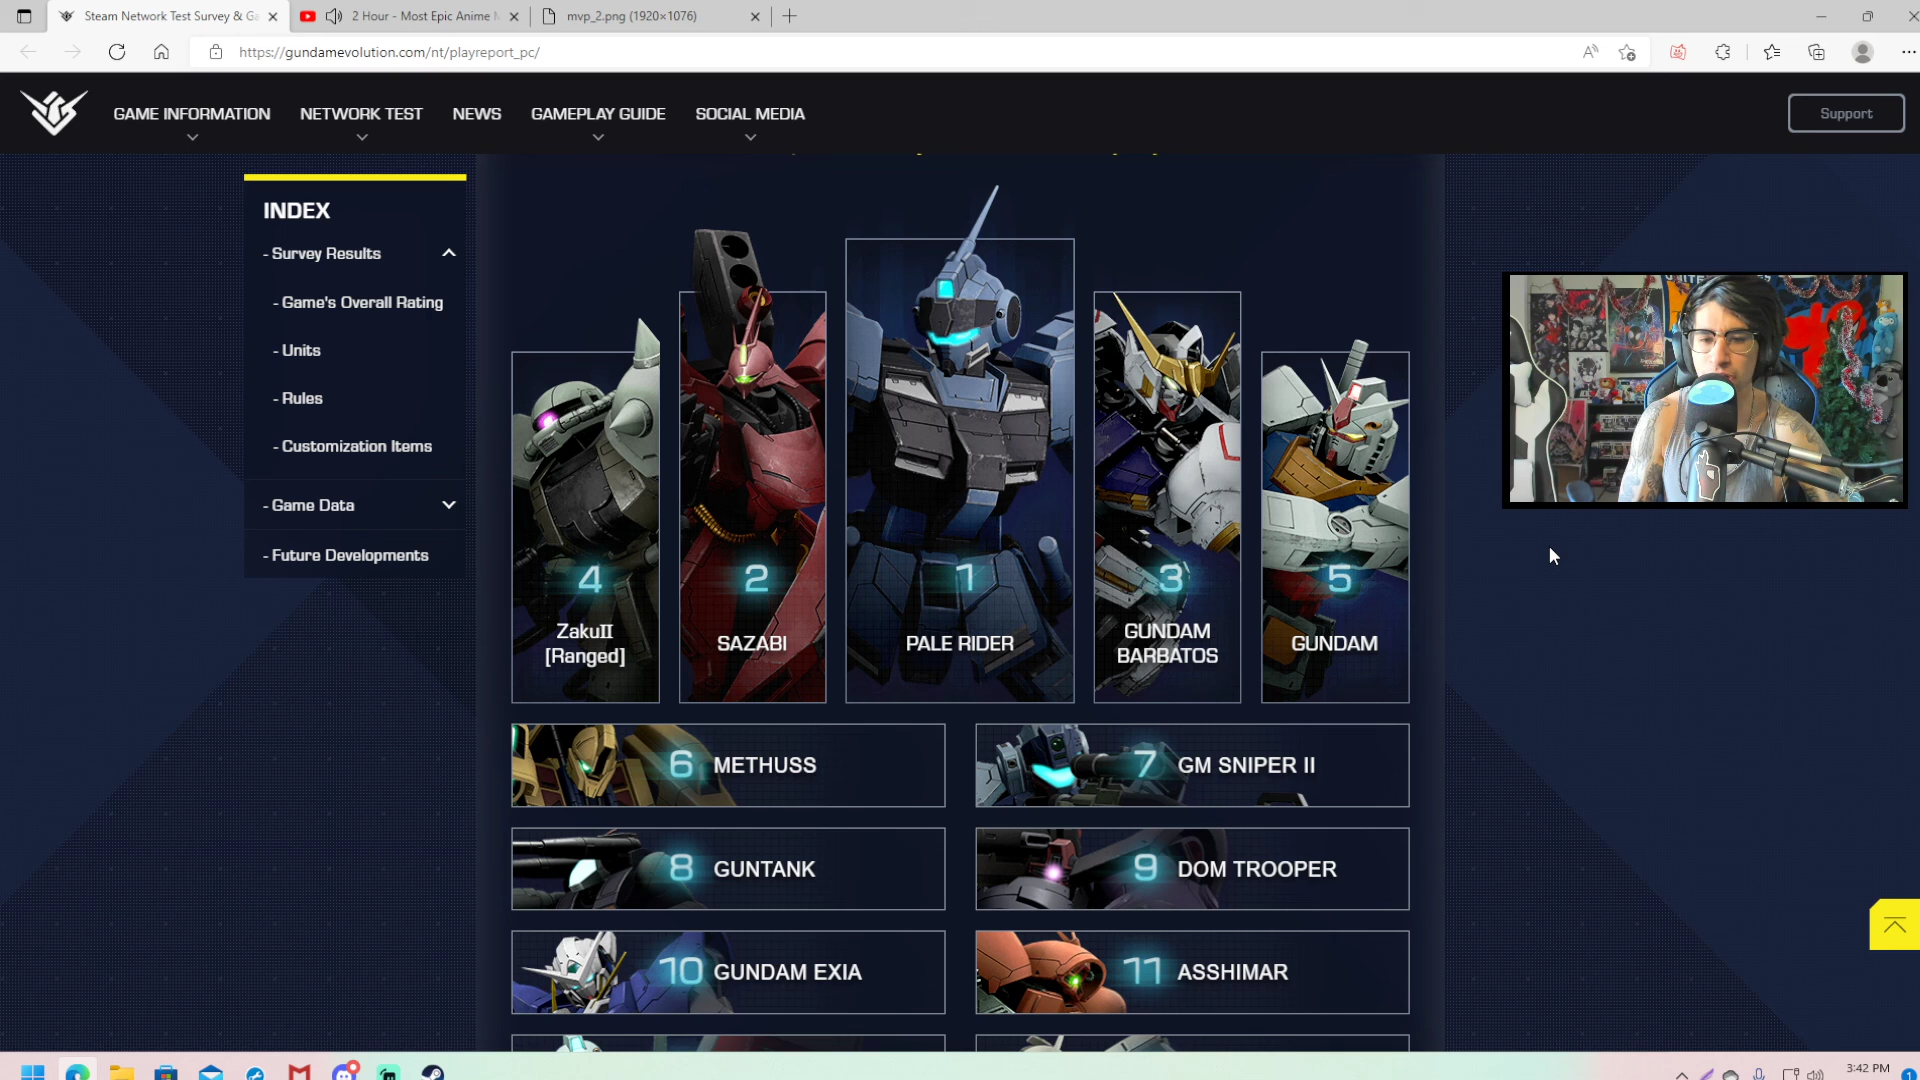 Steam Network Test Survey & Ga
2 Hour - Most Epic Anime
mvp_2.png (1920×1076)
https://gundamevolution.com/nt/playreport_pc/
GAME INFORMATION
NETWORK TEST
NEWS
GAMEPLAY GUIDE
SOCIAL MEDIA
Support
INDEX
- Survey Results
- Game's Overall Rating
- Units
- Rules
- Customization Items
- Game Data
- Future Developments
4
ZakuII
[Ranged]
2
SAZABI
1
PALE RIDER
3
GUNDAM
BARBATOS
5
GUNDAM
6 METHUSS
7 GM SNIPER II
8 GUNTANK
9 DOM TROOPER
10 GUNDAM EXIA
11 ASSHIMAR
3:42 PM
1